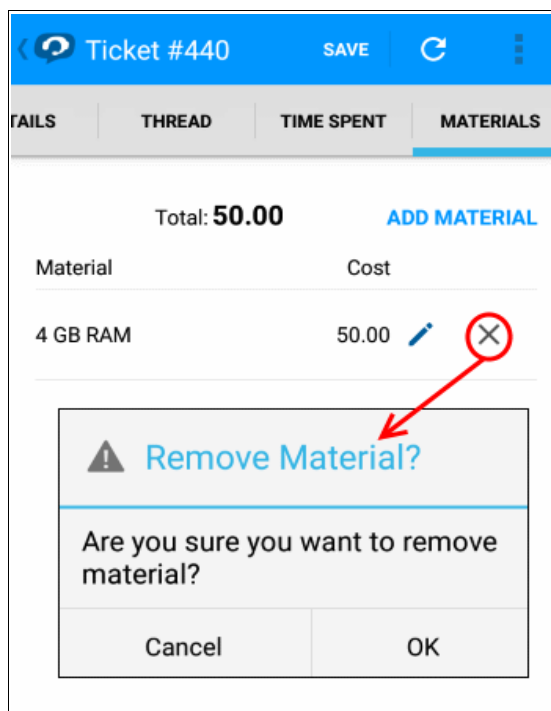 Ticket #440 SAVE
TAILS THREAD TIME SPENT MATERIALS
Total: 50.00 ADD MATERIAL
Material Cost
4 GB RAM 50.00
Remove Material?
Are you sure you want to remove
material?
Cancel OK